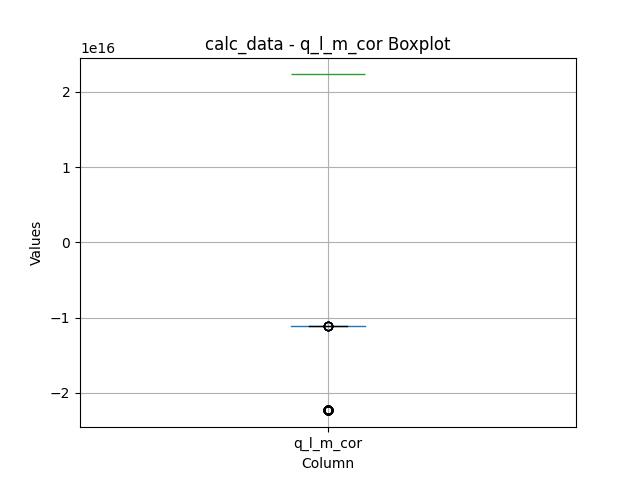 calc_data - q_l_m_cor Boxplot
1e16
2
1
0
−1
−2
Values
q_l_m_cor
Column